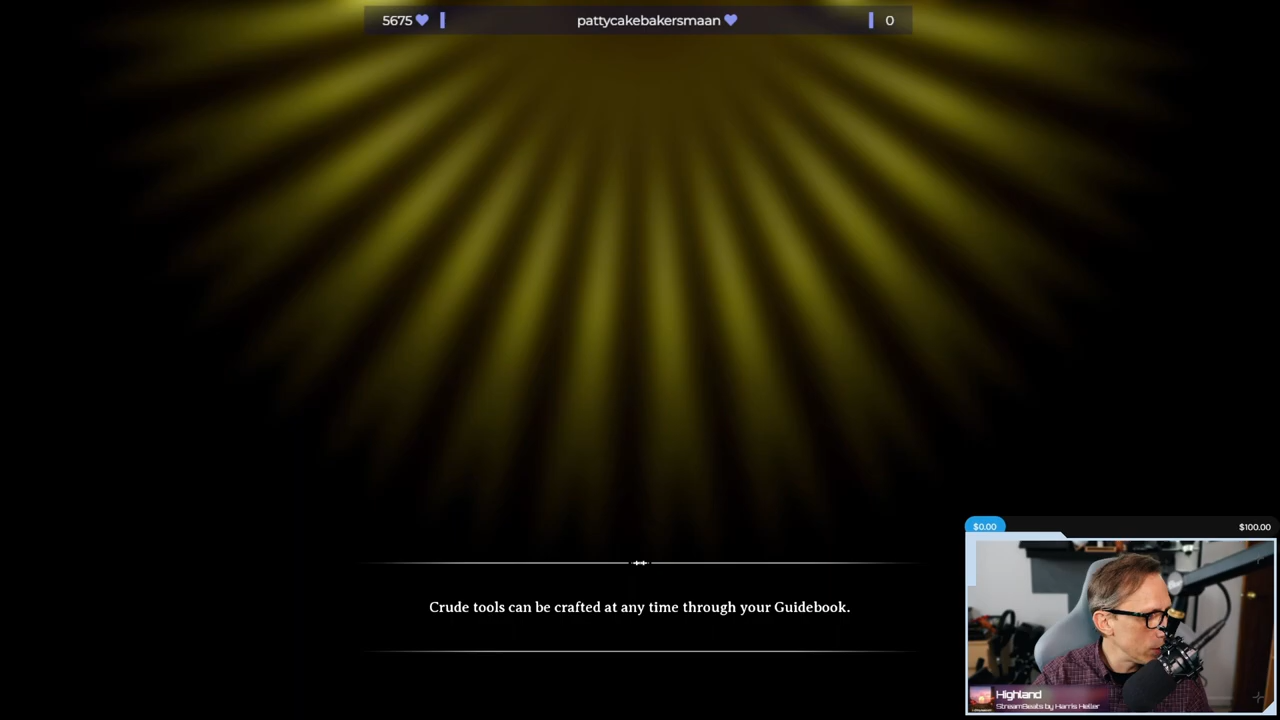 5675
pattycakebakersmaan
0
Crude tools can be crafted at any time through your Guidebook.
$0.00
$100.00
Highland
StreamBeats by Harris Heller